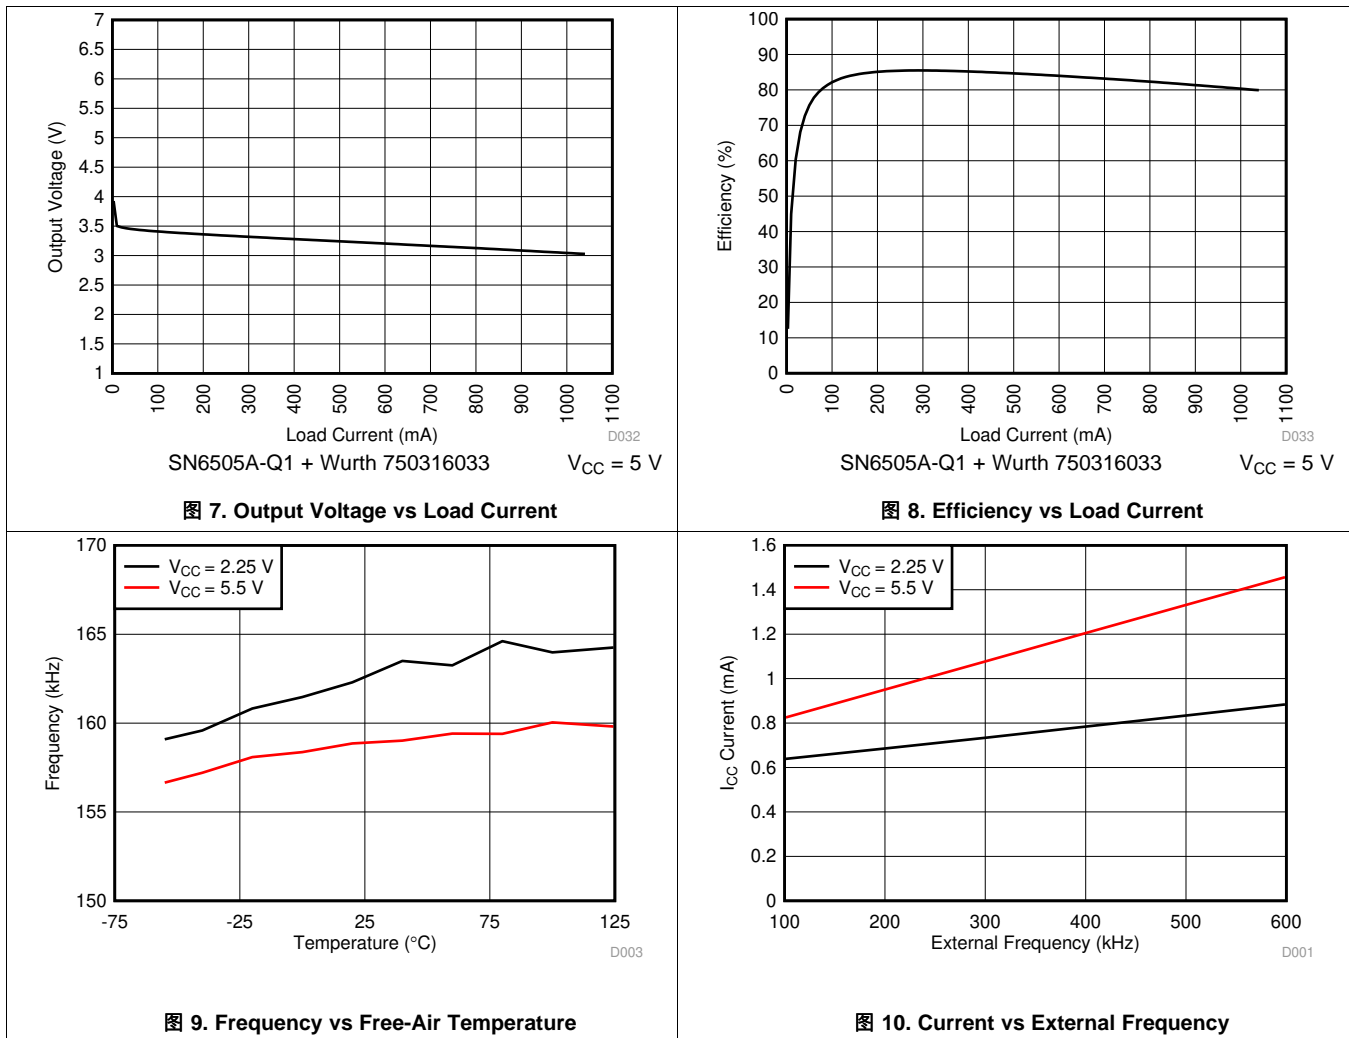 7
6.5
6
5.5
5
4.5
4
3.5
3
2.5
2
1.5
1
Output Voltage (V)
0 100 200 300 400 500 600 700 800 900 1000 1100
Load Current (mA)
D032
SN6505A-Q1 + Wurth 750316033 VCC = 5 V
图 7. Output Voltage vs Load Current
100
90
80
70
60
50
40
30
20
10
0
Efficiency (%)
0 100 200 300 400 500 600 700 800 900 1000 1100
Load Current (mA)
D033
SN6505A-Q1 + Wurth 750316033 VCC = 5 V
图 8. Efficiency vs Load Current
170
165
160
155
150
Frequency (kHz)
VCC = 2.25 V
VCC = 5.5 V
-75 -25 25 75 125
Temperature (°C)
D003
图 9. Frequency vs Free-Air Temperature
1.6
1.4
1.2
1
0.8
0.6
0.4
0.2
0
ICC Current (mA)
VCC = 2.25 V
VCC = 5.5 V
100 200 300 400 500 600
External Frequency (kHz)
D001
图 10. Current vs External Frequency